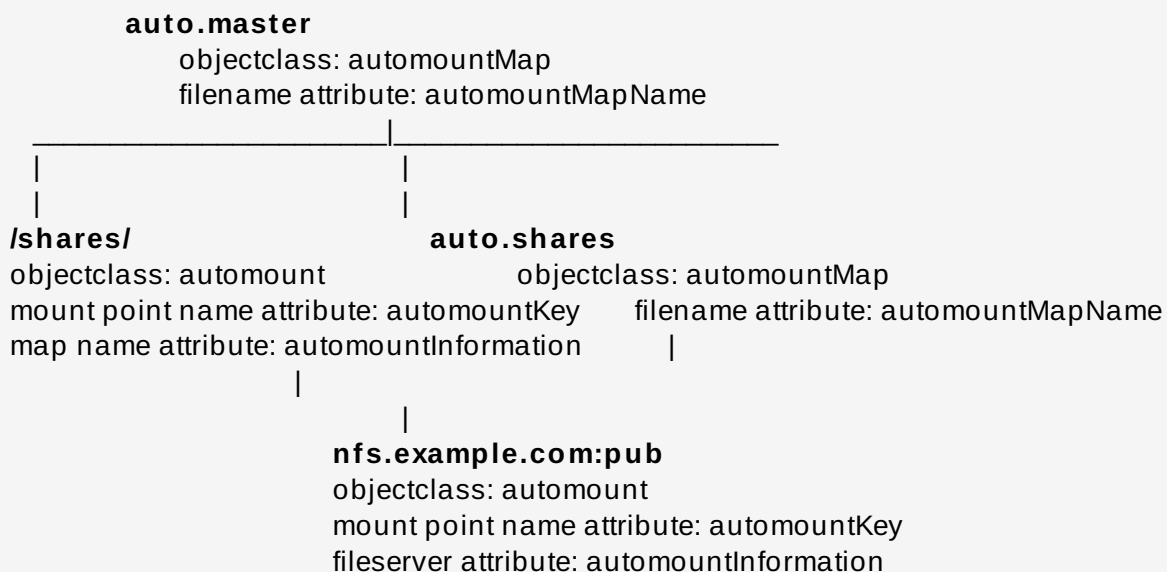 auto.master
objectclass: automountMap
filename attribute: automountMapName
_______________________|_________________________
| |
| |
/shares/ auto.shares
objectclass: automount objectclass: automountMap
mount point name attribute: automountKey filename attribute: automountMapName
map name attribute: automountInformation |
|
|
nfs.example.com:pub
objectclass: automount
mount point name attribute: automountKey
fileserver attribute: automountInformation